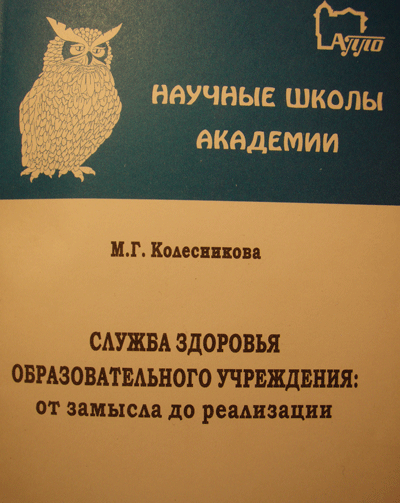 АППО
НАУЧНЫЕ ШКОЛЫ
АКАДЕМИИ
М.Г. Колесникова
СЛУЖБА ЗДОРОВЬЯ
ОБРАЗОВАТЕЛЬНОГО УЧРЕЖДЕНИЯ:
от замысла до реализации